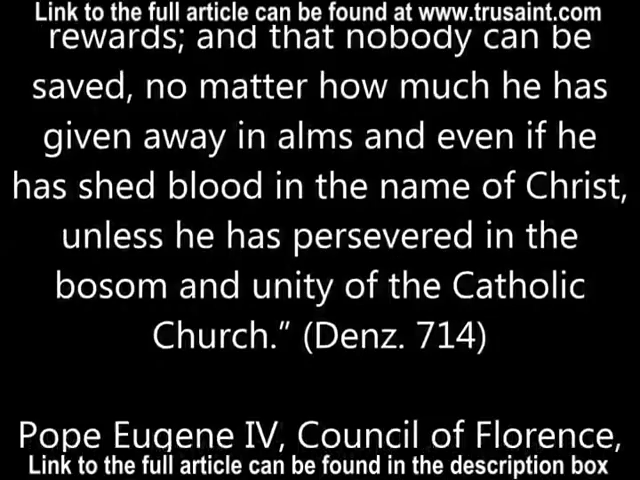 Link to the full article can be found at www.trusaint.com
rewards; and that nobody can be
saved, no matter how much he has
given away in alms and even if he
has shed blood in the name of Christ,
unless he has persevered in the
bosom and unity of the Catholic
Church.” (Denz. 714)
Pope Eugene IV, Council of Florence,
Link to the full article can be found in the description box